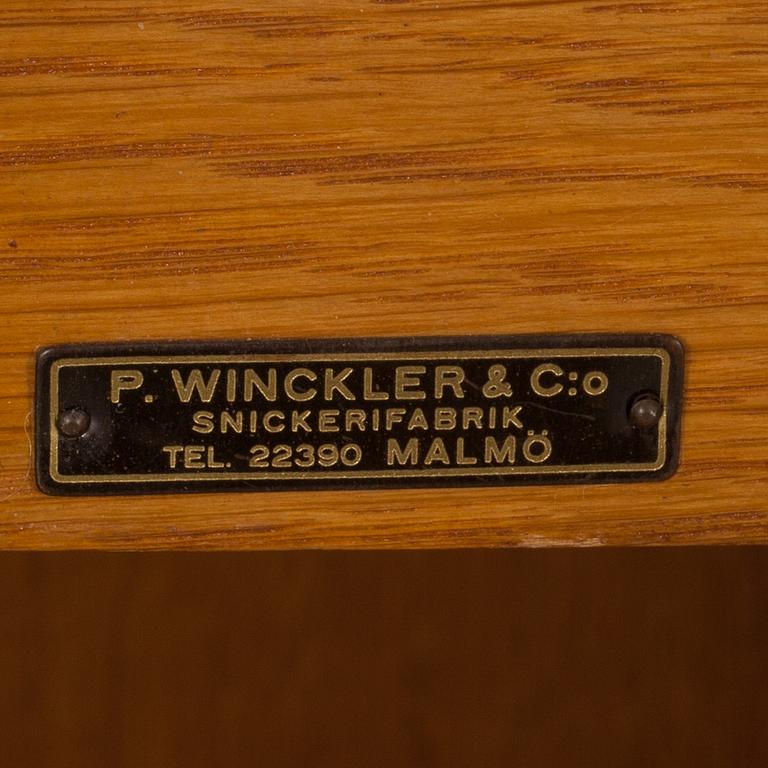 P. WINCKLER & C:o
SNICKERIFABRIK
TEL. 22390 MALMÖ